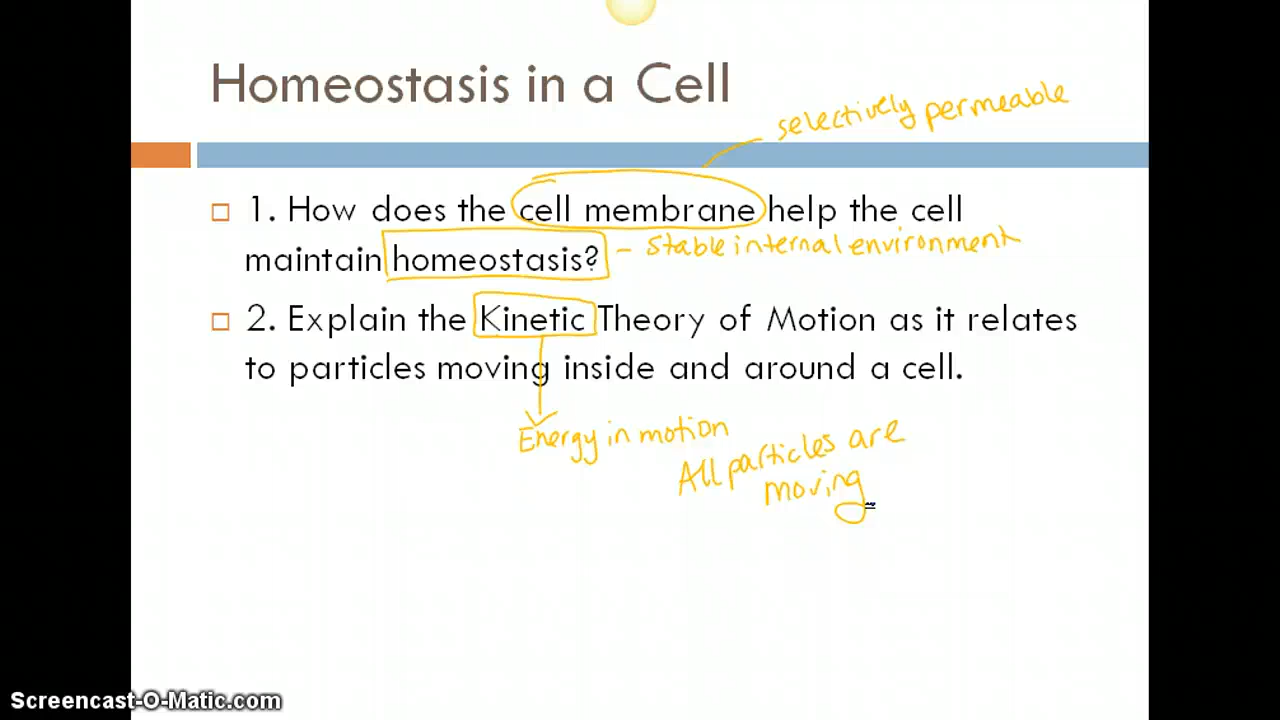 Homeostasis in a Cell
selectively permeable
1. How does the cell membrane help the cell
maintain homeostasis? - Stable internal environment
2. Explain the Kinetic Theory of Motion as it relates
to particles moving inside and around a cell.
Energy in motion
All particles are
moving
Screencast-O-Matic.com